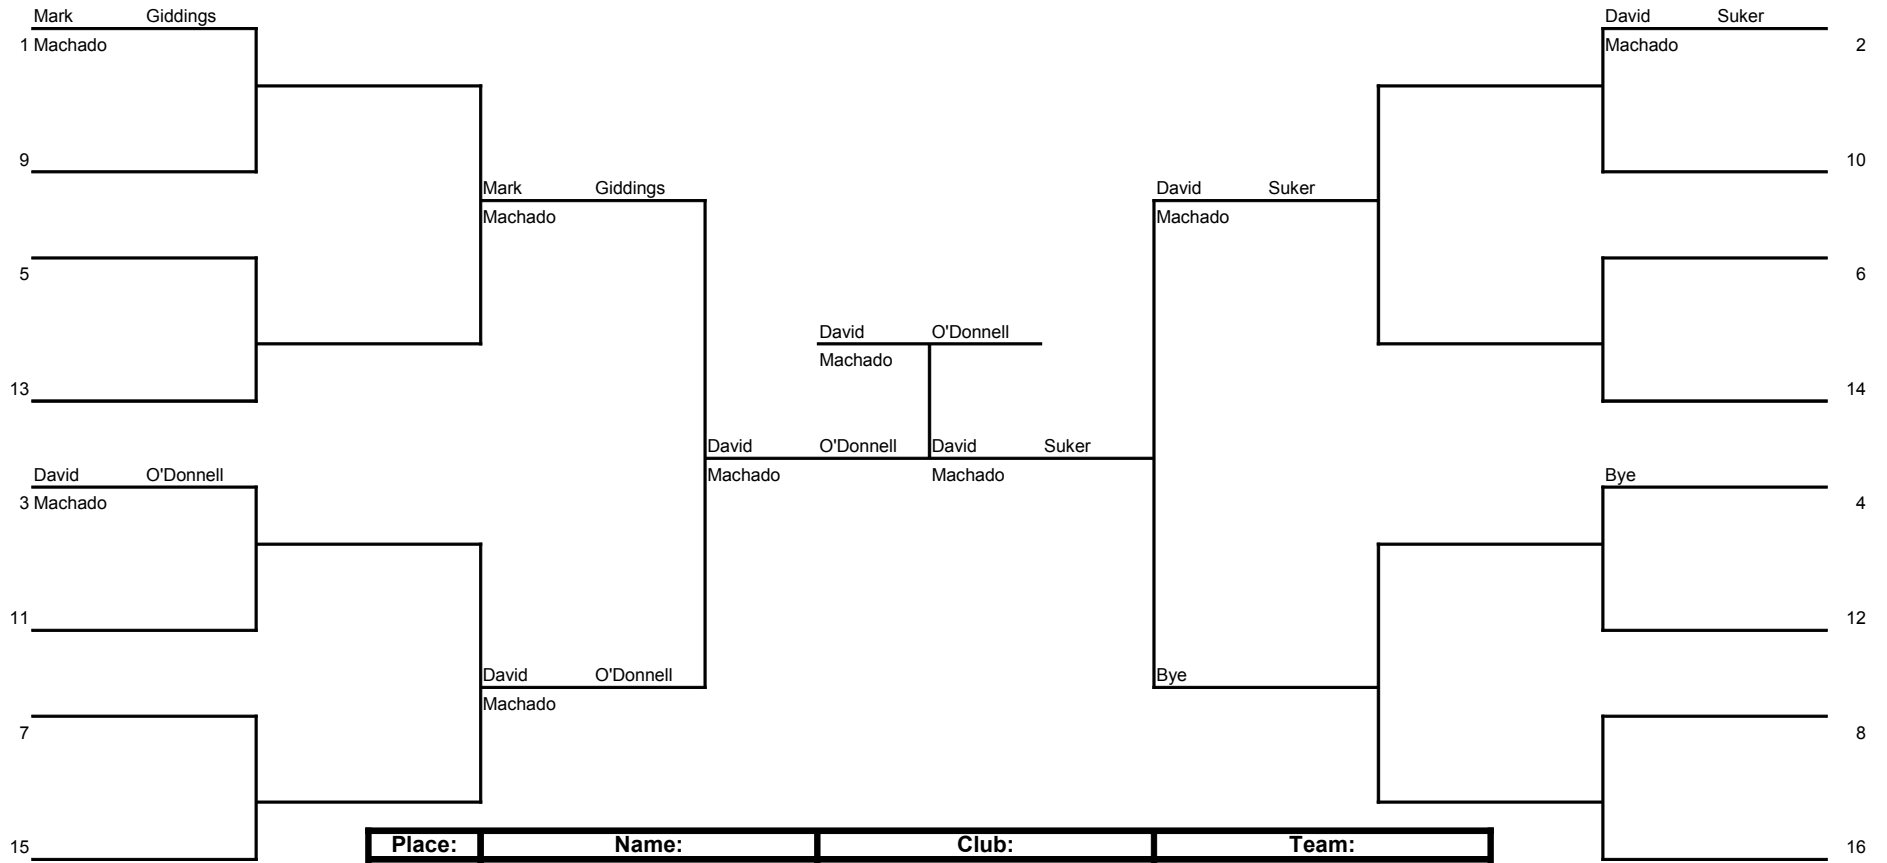 Mark Giddings
1 Machado
9
5
13
David O'Donnell
3 Machado
11
7
15
Mark Giddings
Machado
David O'Donnell
Machado
David O'Donnell
Machado
David O'Donnell
Machado
David Suker
Machado
David Suker
Machado
Bye
David Suker
Machado 2
10
6
14
Bye
4
12
8
16
Place: Name: Club: Team: